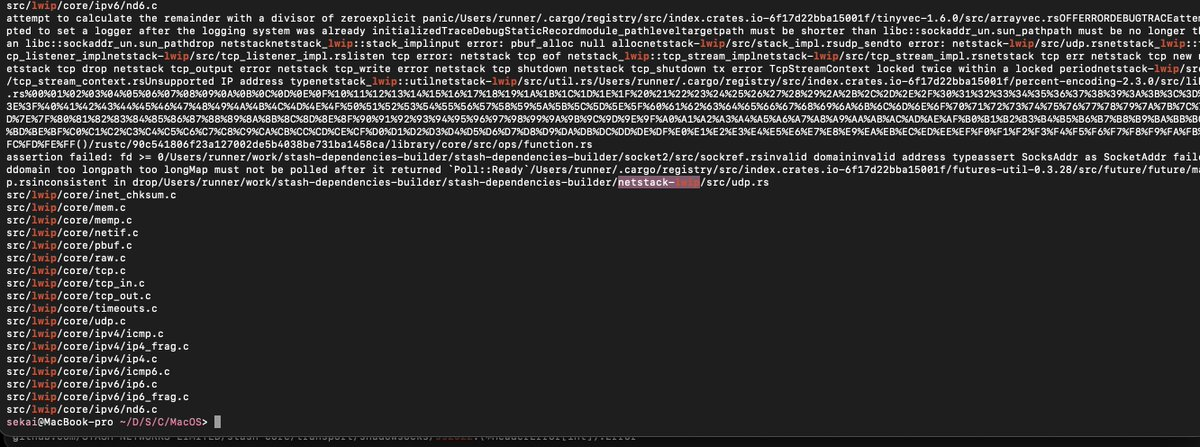 src/lwip/core/ipv6/nd6.c
attempt to calculate the remainder with a divisor of zeroexplicit panic/Users/runner/.cargo/registry/src/index.crates.io-6f17d22bba15001f/tinyvec-1.6.0/src/arrayvec.rsOFFERRORDEBUGTRACEattem
pted to set a logger after the logging system was already initializedTraceDebugStaticRecordmodule_pathleveltargetpath must be shorter than libc::sockaddr_un.sun_pathpath must be no longer th
an libc::sockaddr_un.sun_pathdrop netstacknetstack_lwip::stack_implinput error: pbuf_alloc null allocnetstack-lwip/src/stack_impl.rsudp_sendto error: netstack-lwip/src/udp.rsnetstack_lwip::t
cp_listener_implnetstack-lwip/src/tcp_listener_impl.rslisten tcp error: netstack tcp eof netstack_lwip::tcp_stream_implnetstack-lwip/src/tcp_stream_impl.rsnetstack tcp err netstack tcp new n
etstack tcp drop netstack tcp_output error netstack tcp_write error netstack tcp shutdown netstack tcp_shutdown tx error TcpStreamContext locked twice within a locked periodnetstack-lwip/src
/tcp_stream_context.rsUnsupported IP address typenetstack_lwip::utilnetstack-lwip/src/util.rs/Users/runner/.cargo/registry/src/index.crates.io-6f17d22bba15001f/percent-encoding-2.3.0/src/lib
.rs%00%01%02%03%04%05%06%07%08%09%0A%0B%0C%0D%0E%0F%10%11%12%13%14%15%16%17%18%19%1A%1B%1C%1D%1E%1F%20%21%22%23%24%25%26%27%28%29%2A%2B%2C%2D%2E%2F%30%31%32%33%34%35%36%37%38%39%3A%3B%3C%3D%
3E%3F%40%41%42%43%44%45%46%47%48%49%4A%4B%4C%4D%4E%4F%50%51%52%53%54%55%56%57%58%59%5A%5B%5C%5D%5E%5F%60%61%62%63%64%65%66%67%68%69%6A%6B%6C%6D%6E%6F%70%71%72%73%74%75%76%77%78%79%7A%7B%7C%7
D%7E%7F%80%81%82%83%84%85%86%87%88%89%8A%8B%8C%8D%8E%8F%90%91%92%93%94%95%96%97%98%99%9A%9B%9C%9D%9E%9F%A0%A1%A2%A3%A4%A5%A6%A7%A8%A9%AA%AB%AC%AD%AE%AF%B0%B1%B2%B3%B4%B5%B6%B7%B8%B9%BA%BB%BC
%BD%BE%BF%C0%C1%C2%C3%C4%C5%C6%C7%C8%C9%CA%CB%CC%CD%CE%CF%D0%D1%D2%D3%D4%D5%D6%D7%D8%D9%DA%DB%DC%DD%DE%DF%E0%E1%E2%E3%E4%E5%E6%E7%E8%E9%EA%EB%EC%ED%EE%EF%F0%F1%F2%F3%F4%F5%F6%F7%F8%F9%FA%FB%
FC%FD%FE%FF()/rustc/90c541806f23a127002de5b4038be731ba1458ca/library/core/src/ops/function.rs
assertion failed: fd >= 0/Users/runner/work/stash-dependencies-builder/stash-dependencies-builder/socket2/src/sockref.rsinvalid domaininvalid address typeassert SocksAddr as SocketAddr faile
ddomain too longpath too longMap must not be polled after it returned `Poll::Ready`/Users/runner/.cargo/registry/src/index.crates.io-6f17d22bba15001f/futures-util-0.3.28/src/future/future/ma
p.rsinconsistent in drop/Users/runner/work/stash-dependencies-builder/stash-dependencies-builder/netstack-lwip/src/udp.rs
src/lwip/core/inet_chksum.c
src/lwip/core/mem.c
src/lwip/core/memp.c
src/lwip/core/netif.c
src/lwip/core/pbuf.c
src/lwip/core/raw.c
src/lwip/core/tcp.c
src/lwip/core/tcp_in.c
src/lwip/core/tcp_out.c
src/lwip/core/timeouts.c
src/lwip/core/udp.c
src/lwip/core/ipv4/icmp.c
src/lwip/core/ipv4/ip4_frag.c
src/lwip/core/ipv4/ip4.c
src/lwip/core/ipv6/icmp6.c
src/lwip/core/ipv6/ip6.c
src/lwip/core/ipv6/ip6_frag.c
src/lwip/core/ipv6/nd6.c
sekai@MacBook-pro ~/D/S/C/MacOS>